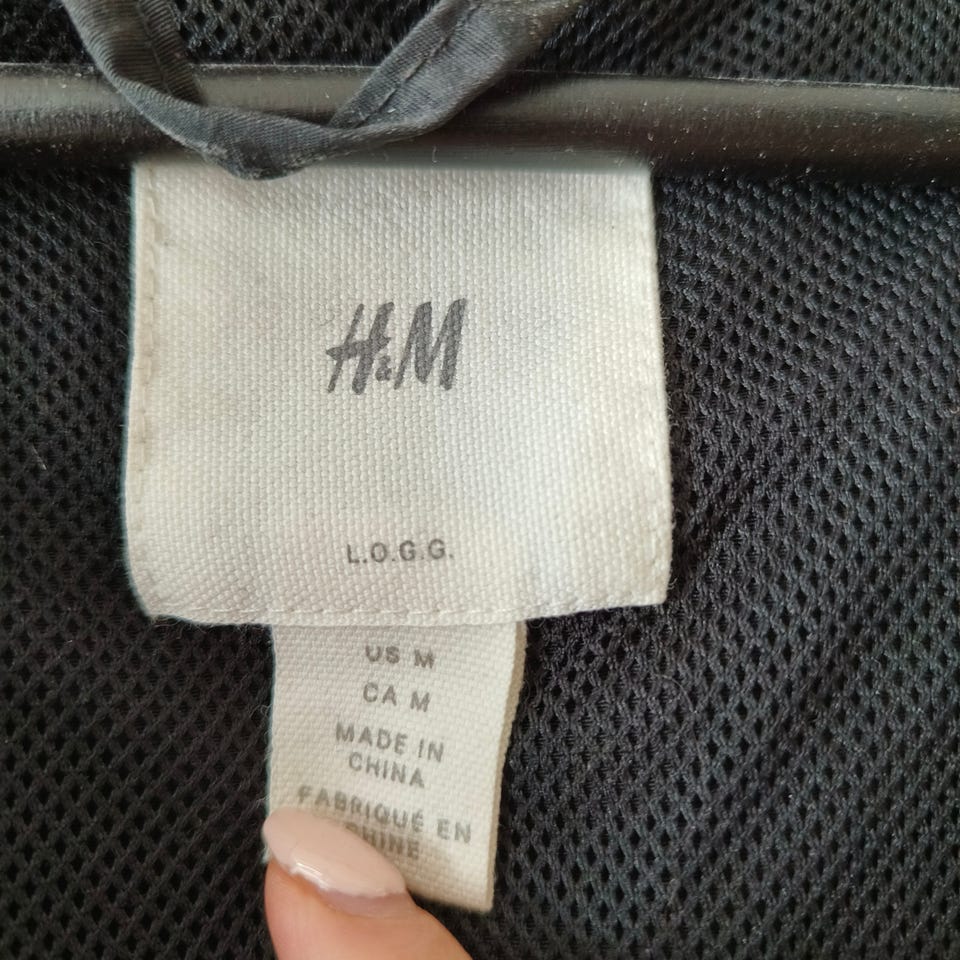 H&M
L.O.G.G.
US M
CA M
MADE IN
CHINA
FABRIQUÉ EN
CHINE